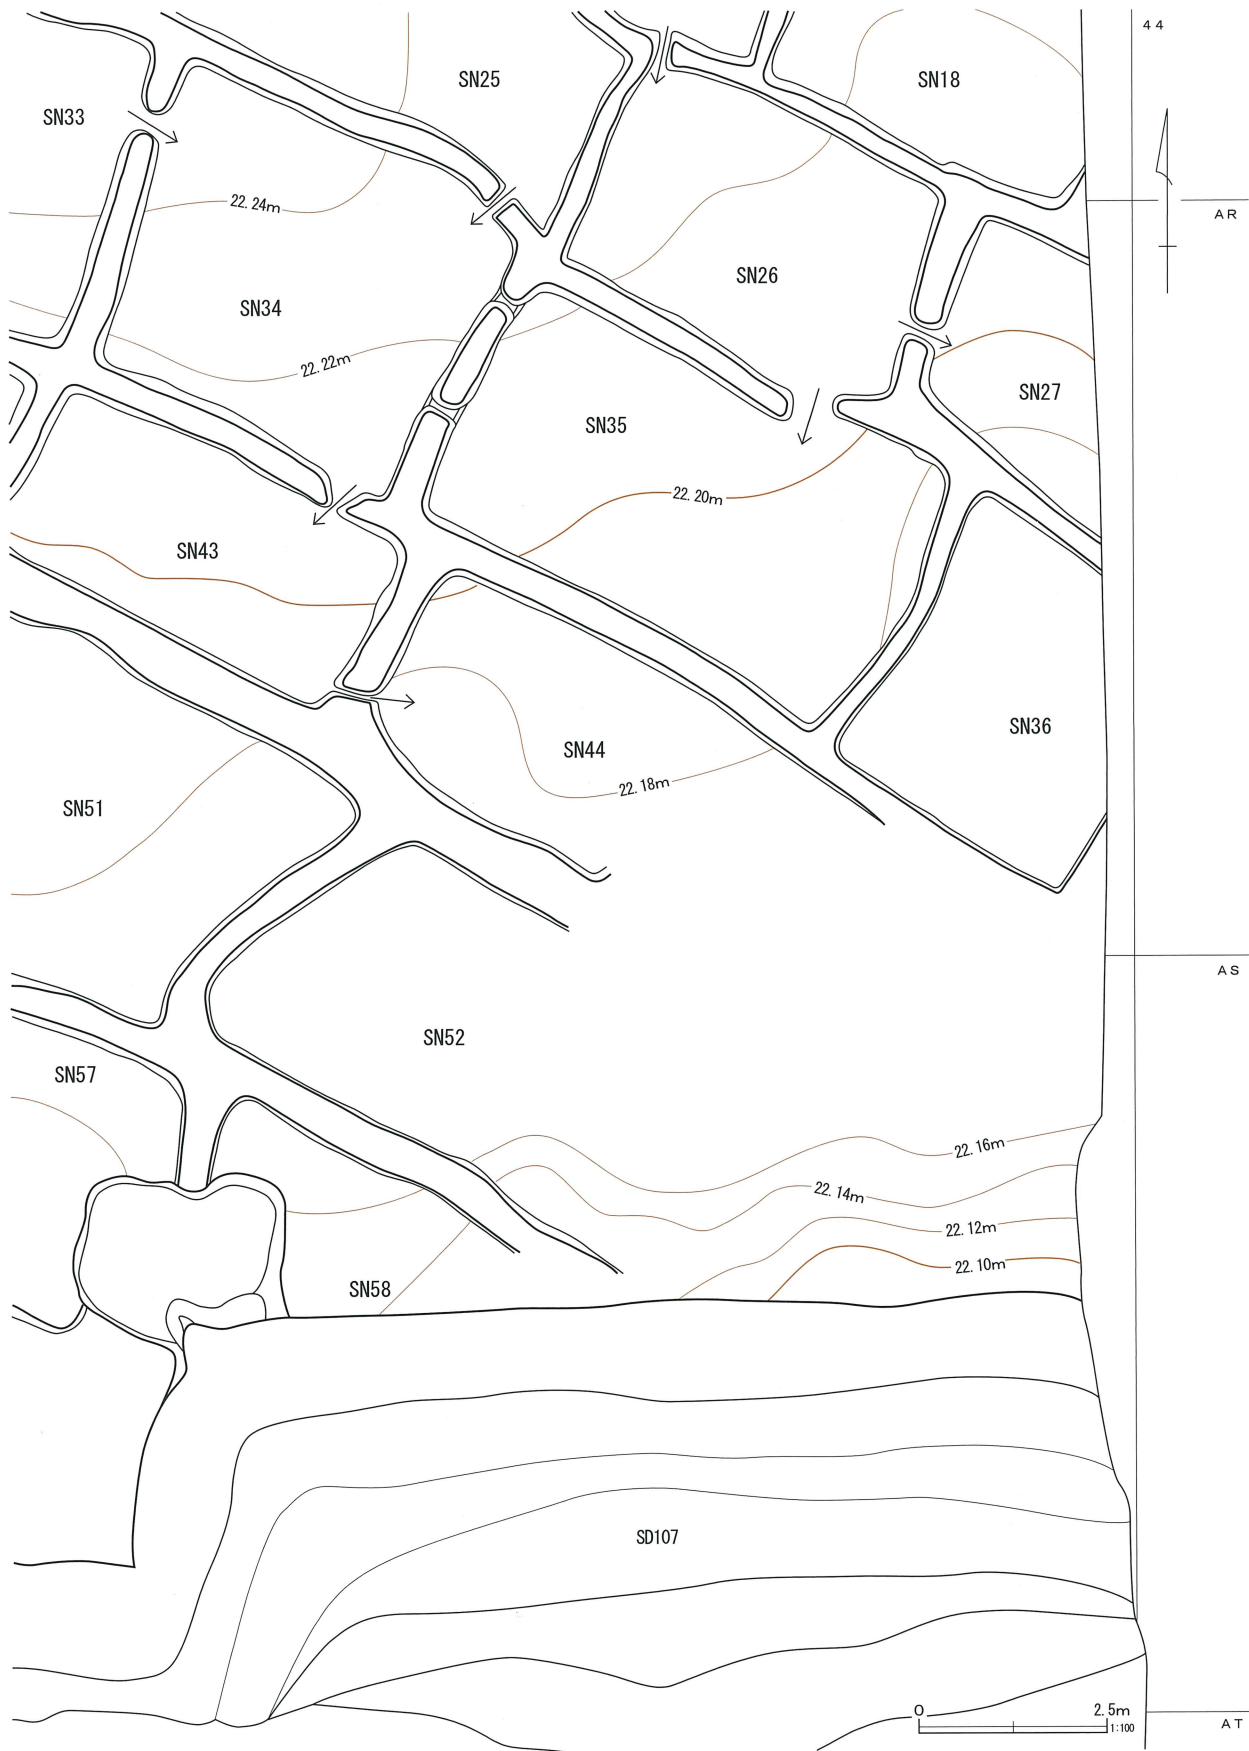 44
SN25
SN18
SN33
22.24m
AR
SN26
SN34
22.22m
SN27
SN35
22.20m
SN43
SN36
SN44
22.18m
SN51
AS
SN52
SN57
22.16m
22.14m
22.12m
22.10m
SN58
SD107
0 2.5m
1:100
AT